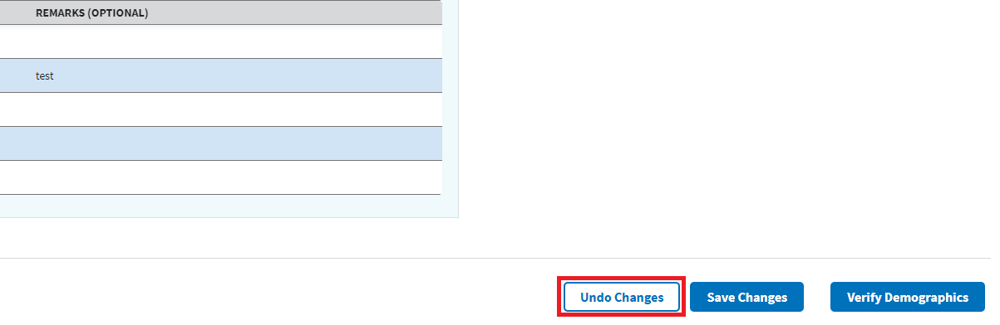 REMARKS (OPTIONAL)
test
Undo Changes Save Changes Verify Demographics